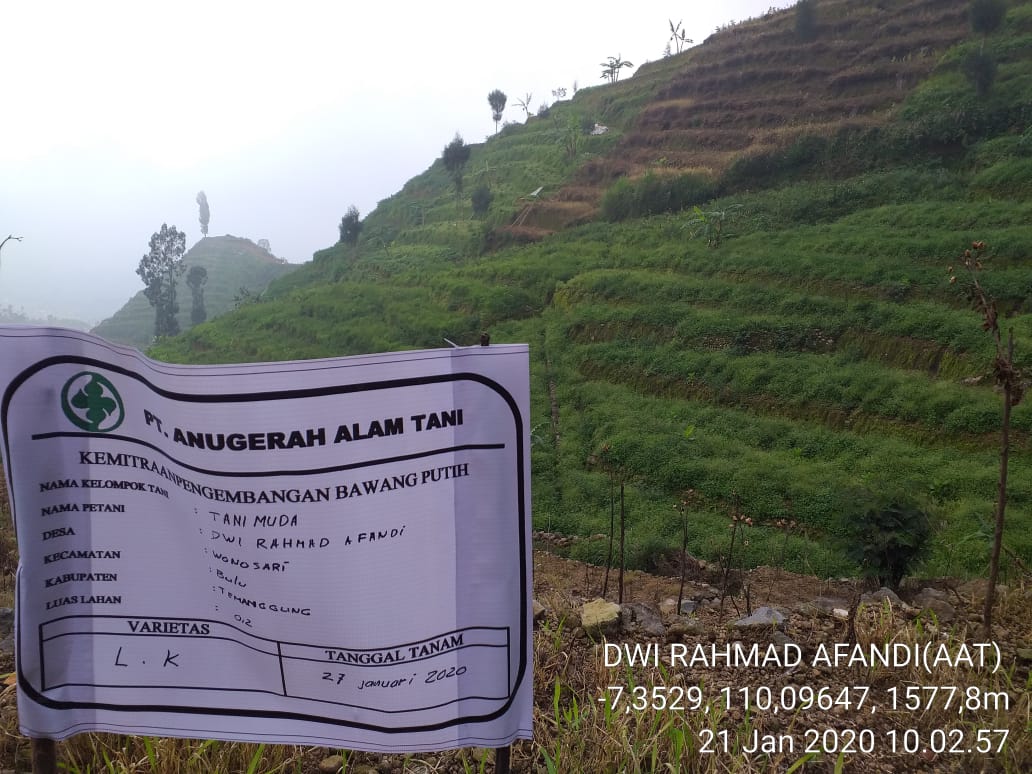 PT. ANUGERAH ALAM TANI
KEMITRAAN PENGEMBANGAN BAWANG PUTIH
NAMA KELOMPOK TANI : TANI MUDA
NAMA PETANI : DWI RAHMAD AFANDI
DESA : WONOSARI
KECAMATAN : BULU
KABUPATEN : TEMANGGUNG
LUAS LAHAN : 0,2
VARIETAS TANGGAL TANAM
L.K 27 januari 2020
DWI RAHMAD AFANDI(AAT)
-7,3529, 110,09647, 1577,8m
21 Jan 2020 10.02.57